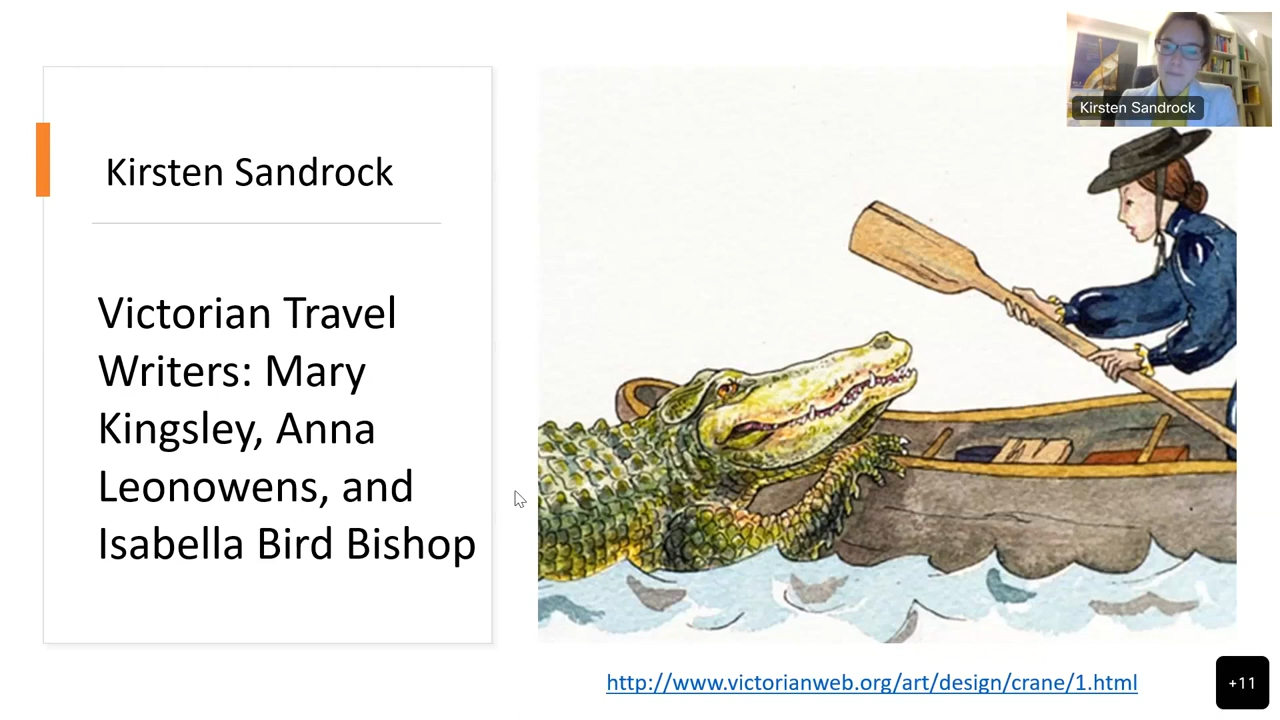 Kirsten Sandrock
Kirsten Sandrock
Victorian Travel
Writers: Mary
Kingsley, Anna
Leonowens, and
Isabella Bird Bishop
http://www.victorianweb.org/art/design/crane/1.html
+11